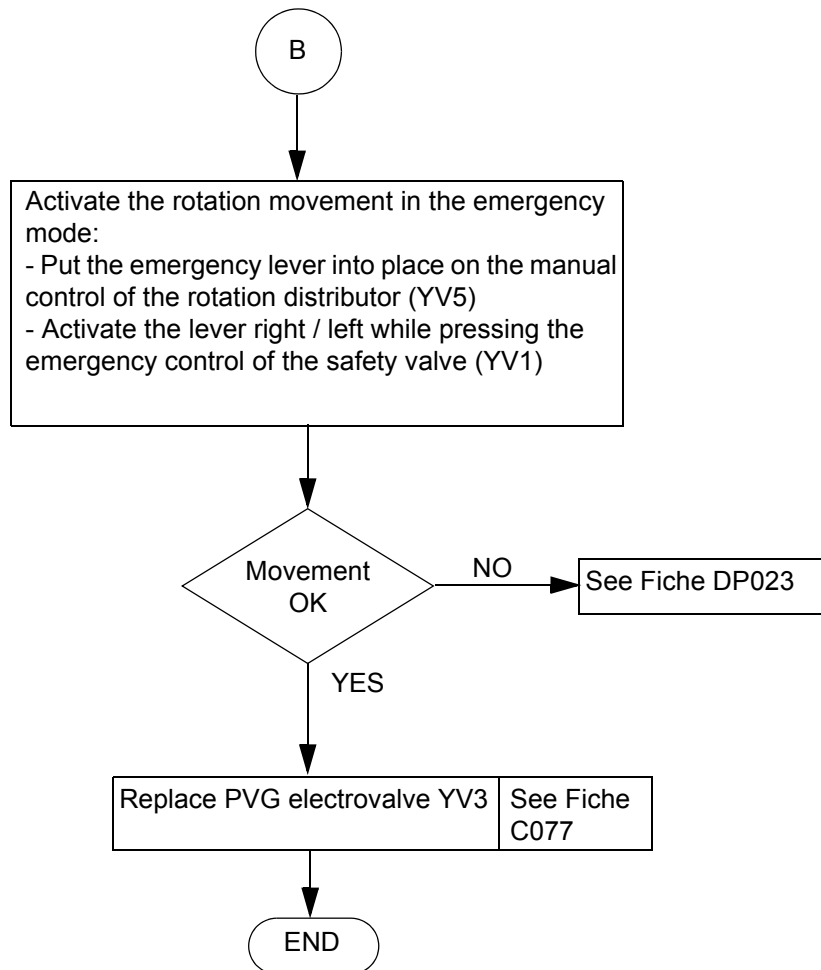 B
Activate the rotation movement in the emergency
mode:
- Put the emergency lever into place on the manual
control of the rotation distributor (YV5)
- Activate the lever right / left while pressing the
emergency control of the safety valve (YV1)
Movement
OK
NO
See Fiche DP023
YES
Replace PVG electrovalve YV3
See Fiche
C077
END